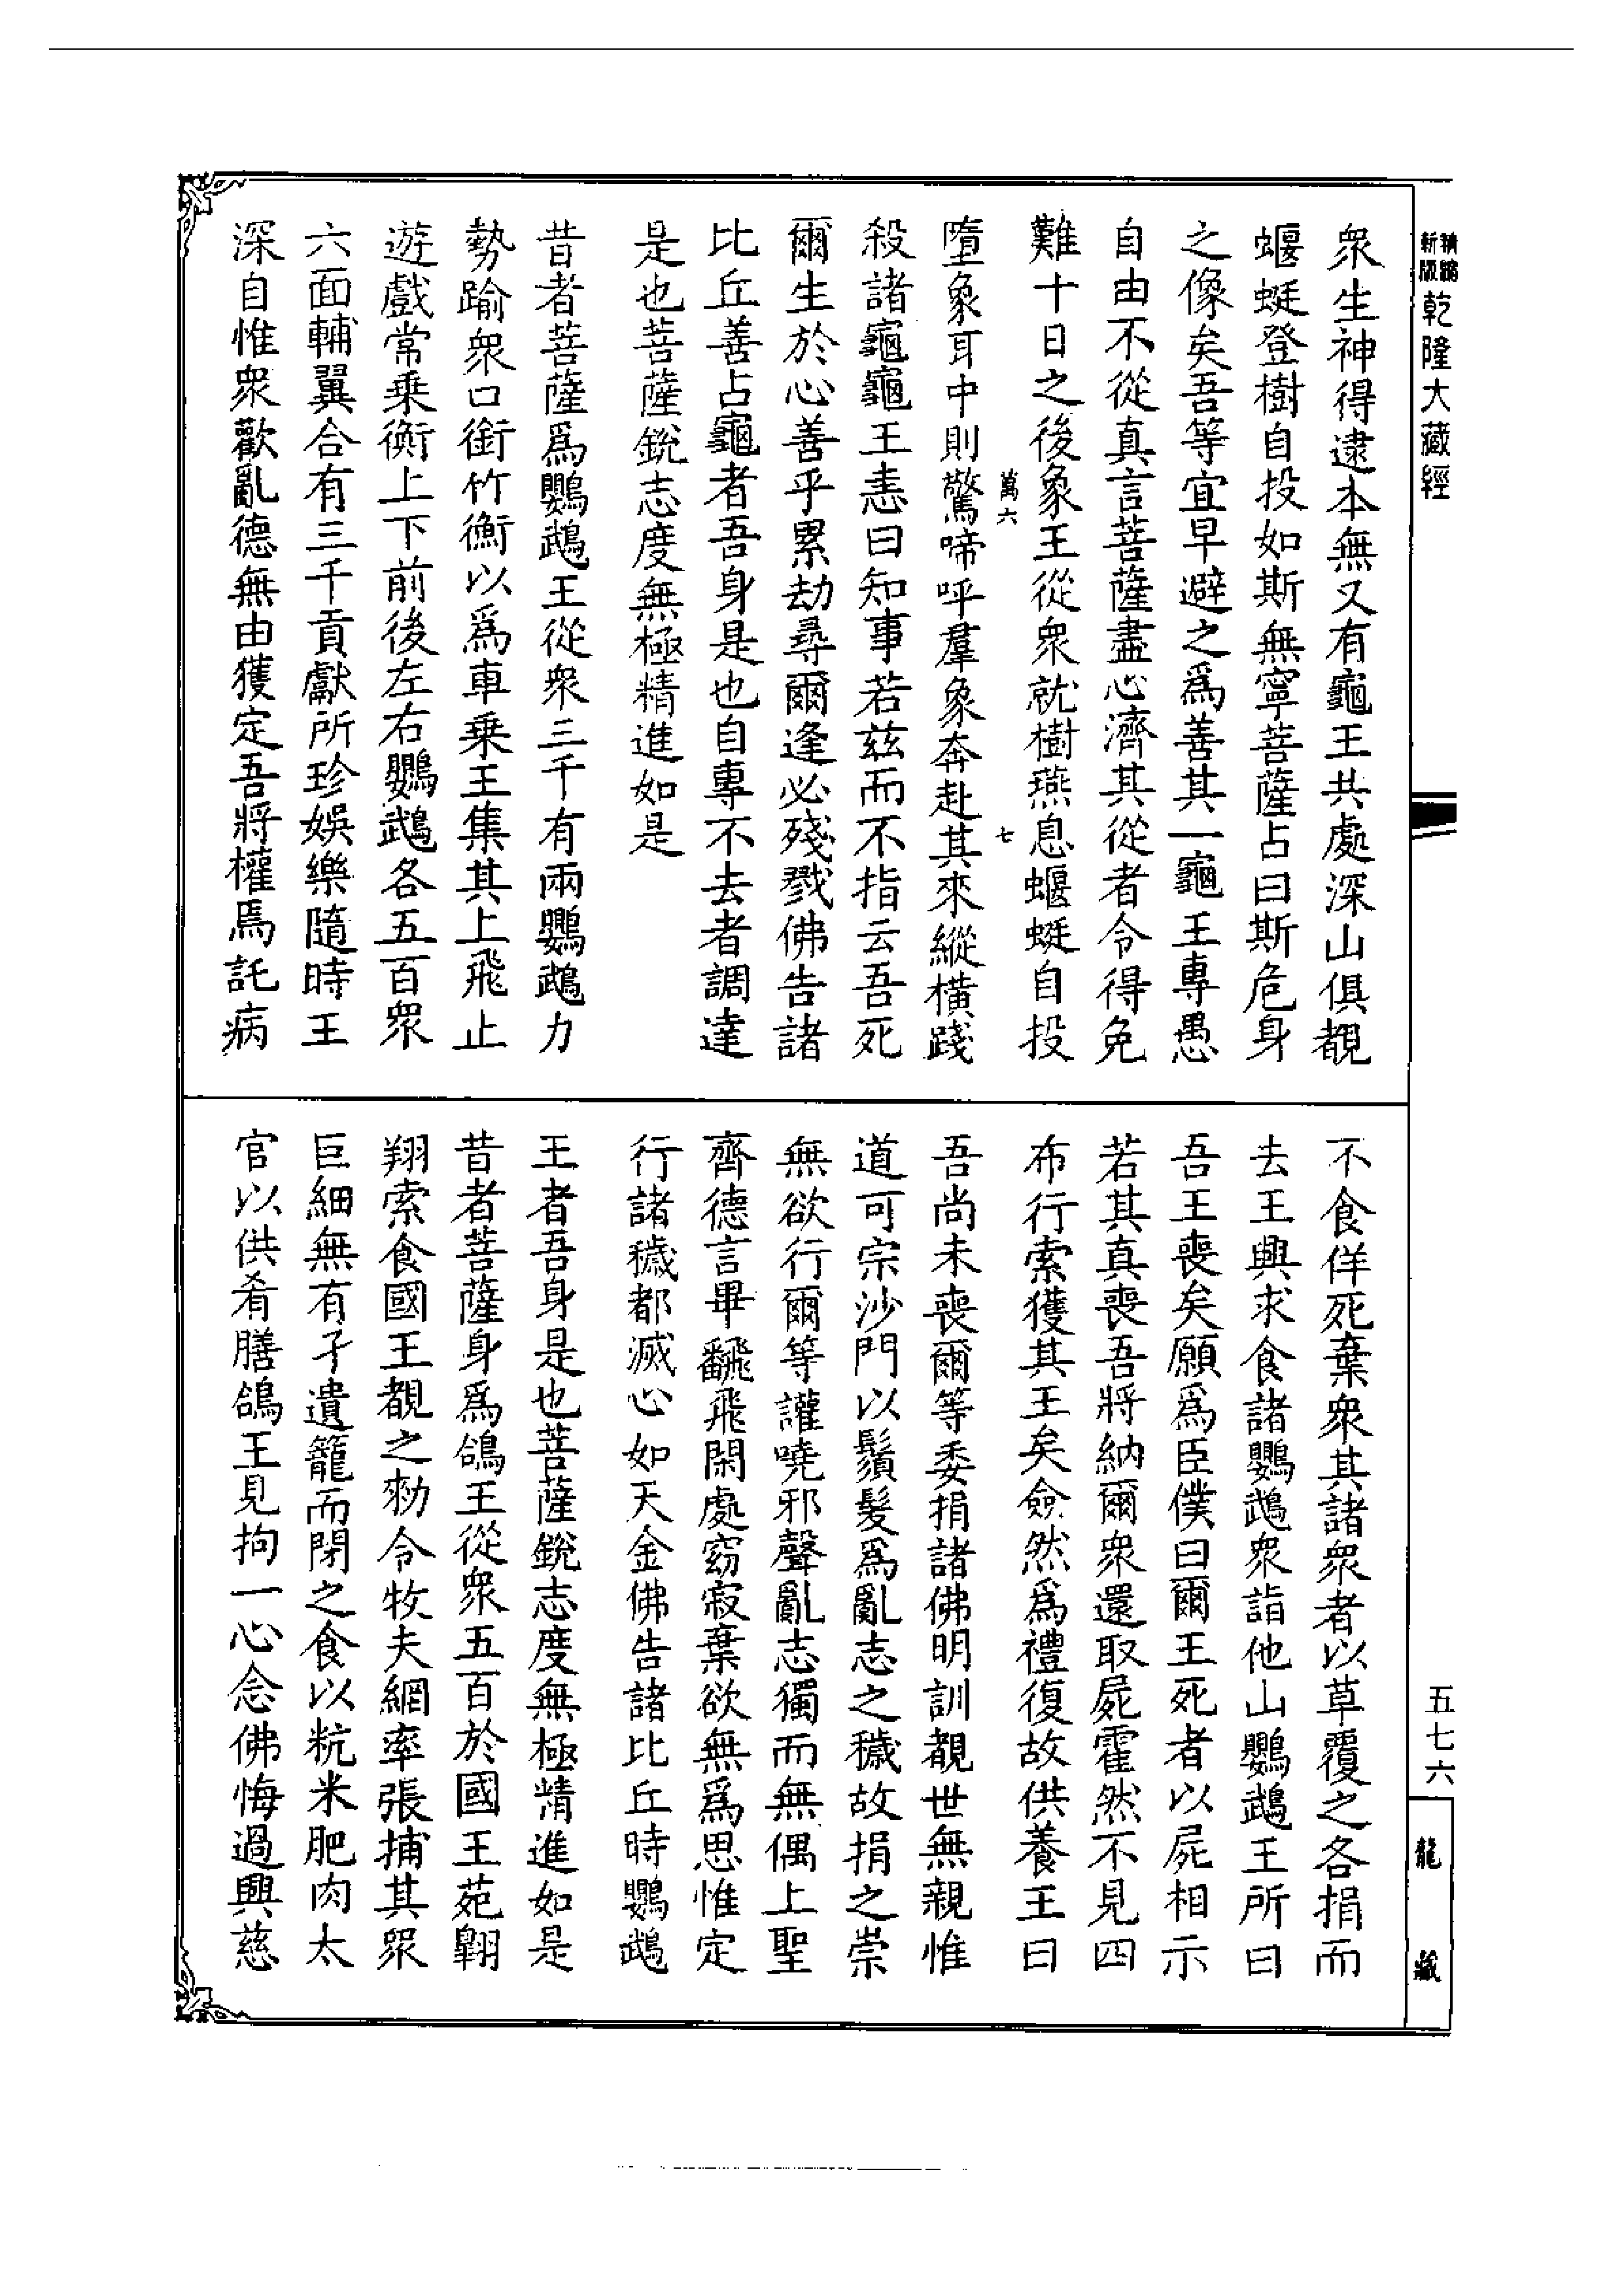 新版精縮乾隆大藏經
眾生神得逮本無又有龜王共處深山俱覩
蝘蜓登樹自投如斯無寧菩薩占曰斯危身
之像矣吾等宜早避之爲善其一龜王專愚
自由不從真言菩薩盡心濟其從者令得免
難十日之後象王從眾就樹燕息蝘蜓自投
萬六 七
墮象耳中則驚啼呼羣象奔赴其來縱橫踐
殺諸龜龜王恚曰知事若茲而不指云吾死
爾生於心善乎累劫尋爾逢必殘戮佛告諸
比丘善占龜者吾身是也自專不去者調達
是也菩薩銳志度無極精進如是
昔者菩薩爲鸚鵡王從眾三千有兩鸚鵡力
勢踰眾口銜竹衡以爲車乘王集其上飛止
遊戲常乘衡上下前後左右鸚鵡各五百眾
六面輔翼合有三千貢獻所珍娛樂隨時王
深自惟眾歡亂德無由獲定吾將權焉託病
不食佯死棄眾其諸眾者以草覆之各捐而
去王興求食諸鸚鵡眾詣他山鸚鵡王所曰
吾王喪矣願爲臣僕曰爾王死者以屍相示
若其真喪吾將納爾眾還取屍霍然不見四
布行索獲其王矣僉然爲禮復故供養王曰
吾尚未喪爾等委捐諸佛明訓覩世無親惟
道可宗沙門以鬚髮爲亂志之穢故捐之崇
無欲行爾等讙嘵邪聲亂志獨而無偶上聖
齊德言畢飜飛閑處窈寂棄欲無爲思惟定
行諸穢都滅心如天金佛告諸比丘時鸚鵡
王者吾身是也菩薩銳志度無極精進如是
昔者菩薩身爲鴿王從眾五百於國王苑翺
翔索食國王覩之勑令牧夫網率張捕其眾
巨細無有孑遺籠而閉之食以粇米肥肉太
官以供肴膳鴿王見拘一心念佛悔過興慈
五七六
龍藏